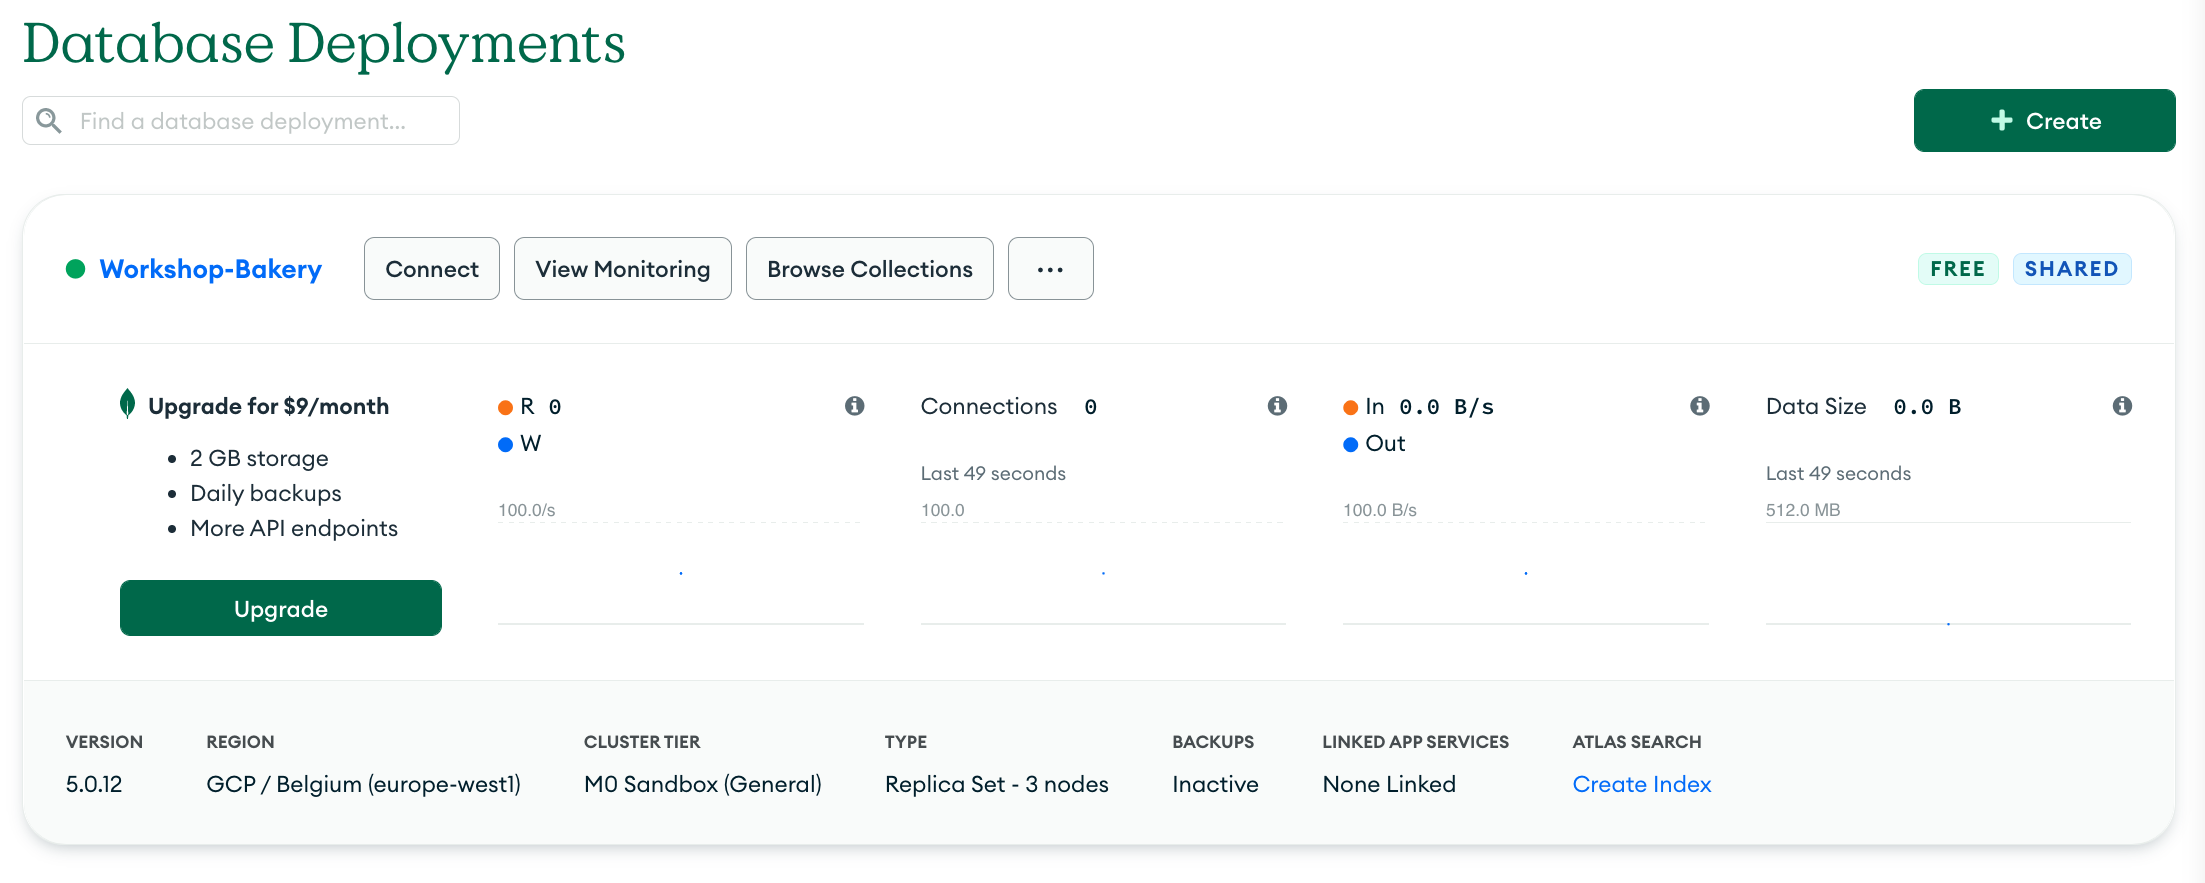 Database Deployments
Find a database deployment...
Create
Workshop-Bakery
Connect
View Monitoring
Browse Collections
...
FREE
SHARED
Upgrade for $9/month
2 GB storage
Daily backups
More API endpoints
Upgrade
R 0
W
100.0/s
Connections 0
Last 49 seconds
100.0
In 0.0 B/s
Out
100.0 B/s
Data Size 0.0 B
Last 49 seconds
512.0 MB
VERSION
5.0.12
REGION
GCP / Belgium (europe-west1)
CLUSTER TIER
M0 Sandbox (General)
TYPE
Replica Set - 3 nodes
BACKUPS
Inactive
LINKED APP SERVICES
None Linked
ATLAS SEARCH
Create Index